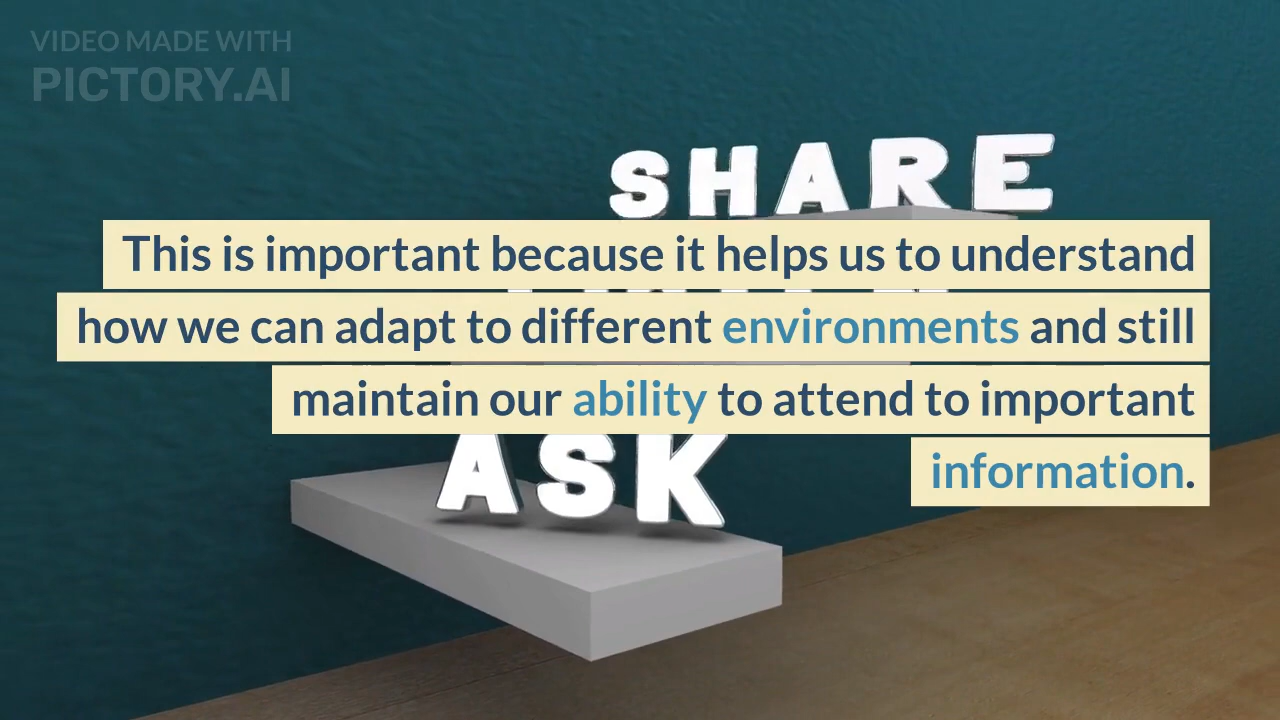 VIDEO MADE WITH
PICTORY.AI
SHARE
This is important because it helps us to understand
how we can adapt to different environments and still
maintain our ability to attend to important
information.
ASK